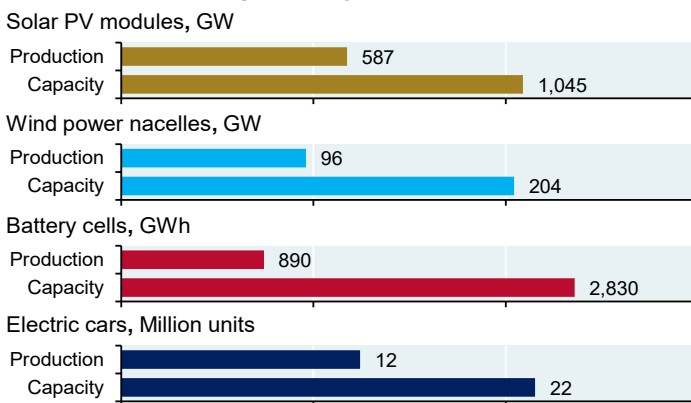 Solar PV modules, GW
Production 587
Capacity 1,045
Wind power nacelles, GW
Production 96
Capacity 204
Battery cells, GWh
Production 890
Capacity 2,830
Electric cars, Million units
Production 12
Capacity 22